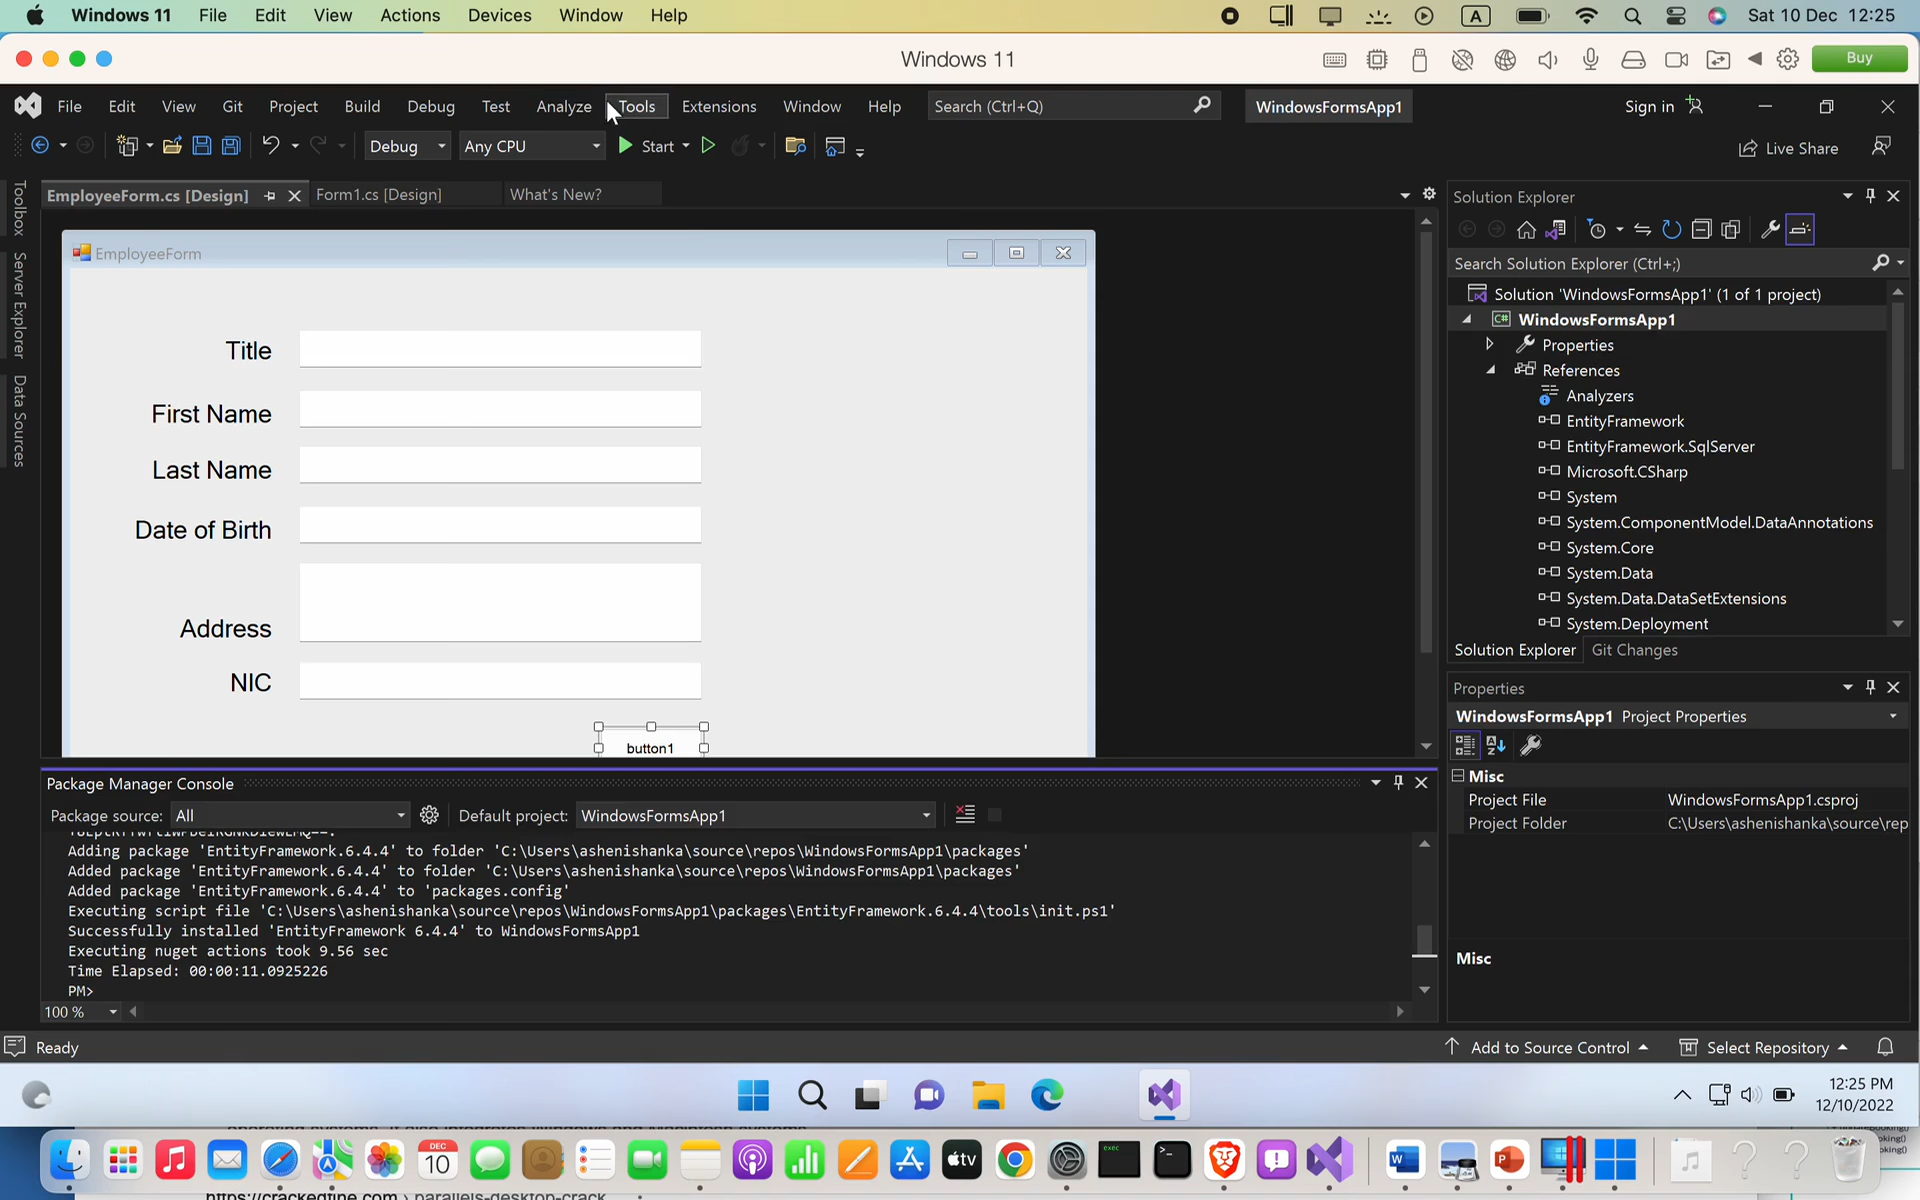 Windows 11 File Edit View Actions Devices Window Help A Sat 10 Dec 12:25
Windows 11 Buy
File Edit View Git Project Build Debug Test Analyze Tools Extensions Window Help Search (Ctrl+Q) WindowsFormsApp1 Sign in
Debug Any CPU Start Live Share
Toolbox
Server Explorer
Data Sources
EmployeeForm.cs [Design] Form1.cs [Design] What's New?
EmployeeForm
Title
First Name
Last Name
Date of Birth
Address
NIC
button1
Solution Explorer
Search Solution Explorer (Ctrl+;)
Solution 'WindowsFormsApp1' (1 of 1 project)
C# WindowsFormsApp1
Properties
References
Analyzers
EntityFramework
EntityFramework.SqlServer
Microsoft.CSharp
System
System.ComponentModel.DataAnnotations
System.Core
System.Data
System.Data.DataSetExtensions
System.Deployment
Solution Explorer Git Changes
Properties
WindowsFormsApp1 Project Properties
Misc
Project File WindowsFormsApp1.csproj
Project Folder C:\Users\ashenishanka\source\rep
Misc
Package Manager Console
Package source: All Default project: WindowsFormsApp1
Adding package 'EntityFramework.6.4.4' to folder 'C:\Users\ashenishanka\source\repos\WindowsFormsApp1\packages'
Added package 'EntityFramework.6.4.4' to folder 'C:\Users\ashenishanka\source\repos\WindowsFormsApp1\packages'
Added package 'EntityFramework.6.4.4' to 'packages.config'
Executing script file 'C:\Users\ashenishanka\source\repos\WindowsFormsApp1\packages\EntityFramework.6.4.4\tools\init.ps1'
Successfully installed 'EntityFramework 6.4.4' to WindowsFormsApp1
Executing nuget actions took 9.56 sec
Time Elapsed: 00:00:11.0925226
PM>
100 %
Ready Add to Source Control Select Repository
12:25 PM
12/10/2022
DEC
10
tv
exec
W
P
https://crackedfine.com › parallels-desktop-crack